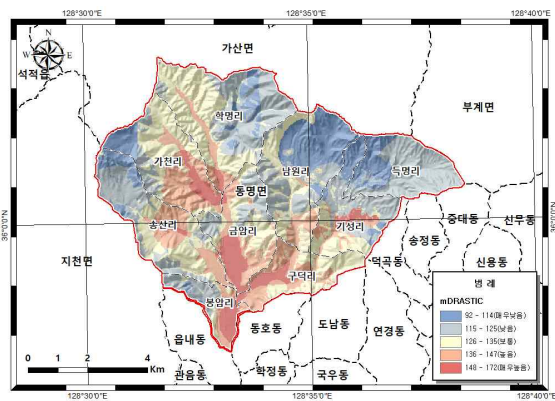 128°30'0"E 128°35'0"E 128°40'0"E
N
W E
S
가산면
석적읍
부계면
학명리
가천리
남원리
득명리
동명면
송산리
금암리
기성리
중대동
신무동
송정동
36°0'0"N 36°0'0"N
지천면
덕곡동
신용동
구덕리
봉암리
읍내동
동호동
도남동
연경동
관음동
학정동
국우동
범 례
mDRASTIC
92 - 114(매우낮음)
115 - 125(낮음)
126 - 135(보통)
136 - 147(높음)
148 - 172(매우높음)
0 1 2 4
Km
128°30'0"E 128°35'0"E 128°40'0"E